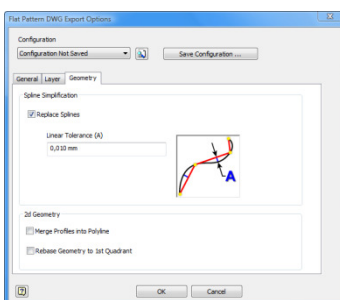 Flat Pattern DWG Export Options
Configuration
Configuration Not Saved
Save Configuration ...
General Layer Geometry
Spline Simplification
Replace Splines
Linear Tolerance (A)
0,010 mm
A
2d Geometry
Merge Profiles into Polyline
Rebase Geometry to 1st Quadrant
?
OK Cancel